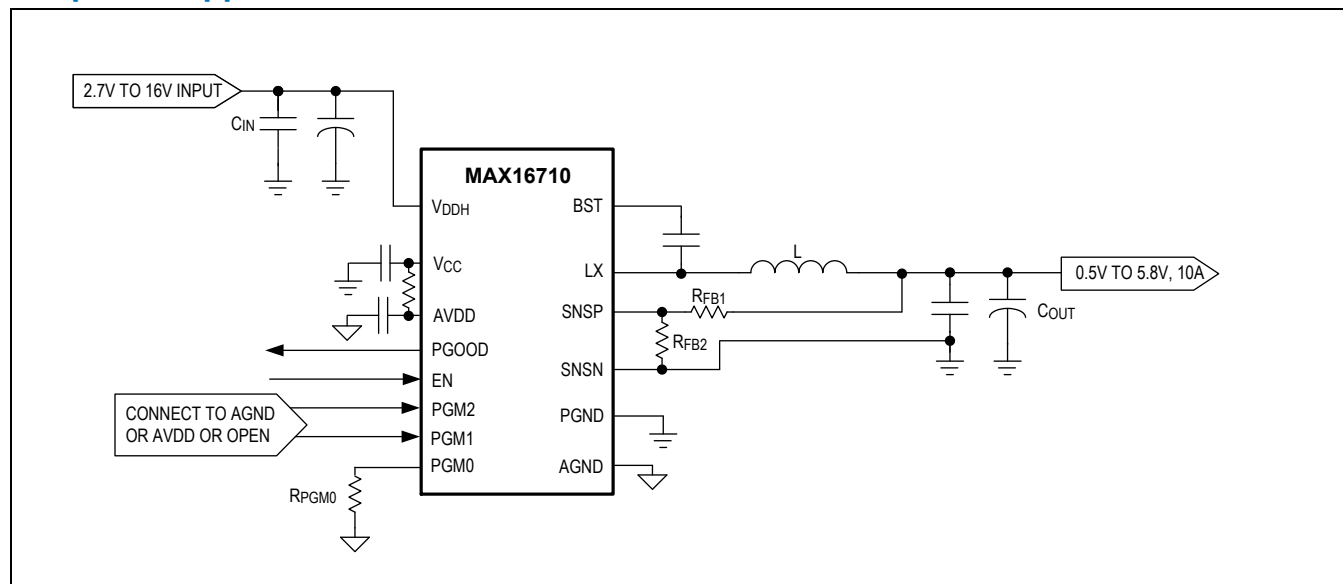 2.7V TO 16V INPUT
CIN
MAX16710
VDDH
BST
VCC
LX
L
0.5V TO 5.8V, 10A
AVDD
SNSP
RFB1
COUT
PGOOD
RFB2
EN
SNSN
CONNECT TO AGND
OR AVDD OR OPEN
PGM2
PGND
PGM1
PGM0
AGND
RPGM0